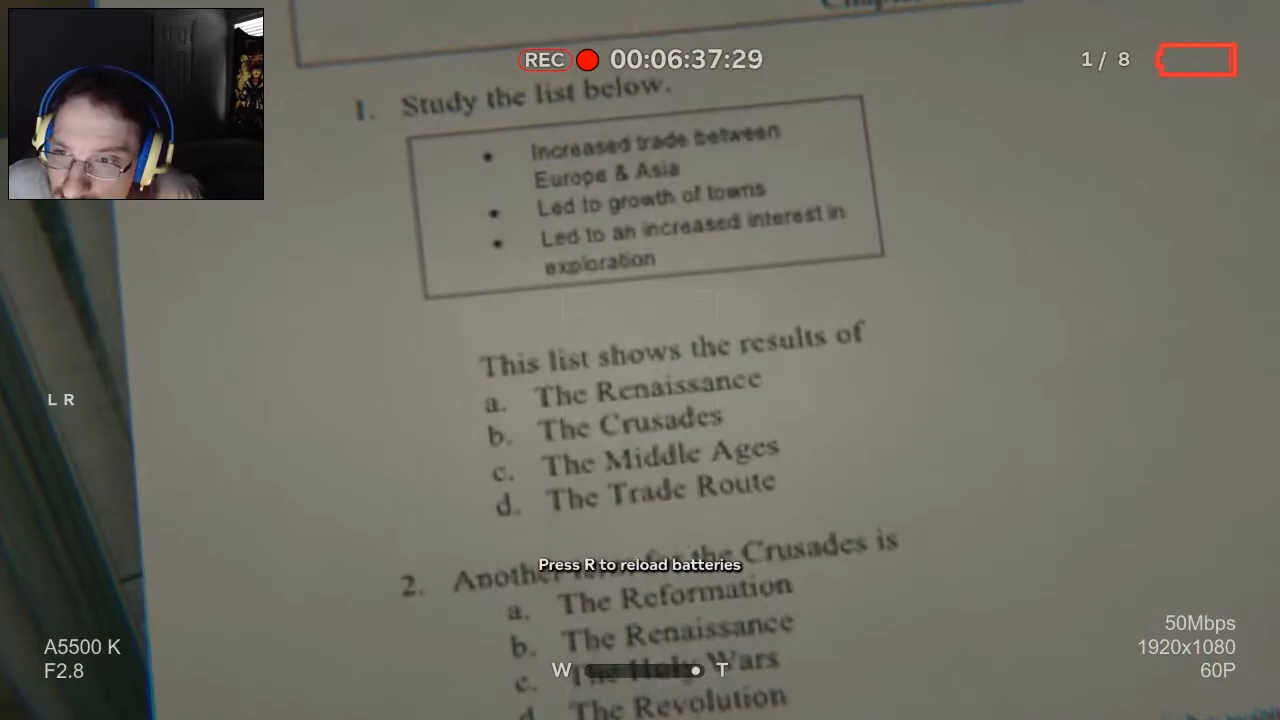 REC 00:06:37:29
1 / 8
1. Study the list below.
• Increased trade between
Europe & Asia
• Led to growth of towns
• Led to an increased interest in
exploration
This list shows the results of
a. The Renaissance
b. The Crusades
c. The Middle Ages
d. The Trade Route
L R
2. Another term for the Crusades is
Press R to reload batteries
a. The Reformation
b. The Renaissance
c. The Holy Wars
d. The Revolution
A5500 K
F2.8
W T
50Mbps
1920x1080
60P